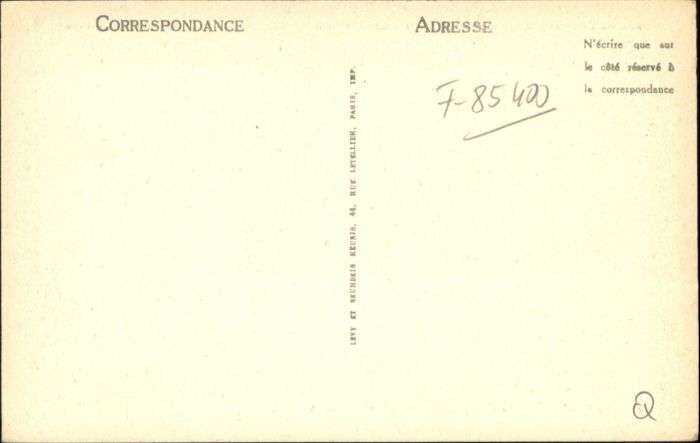 CORRESPONDANCE
ADRESSE
N'écrire que sur
le côté réservé à
la correspondance
F-85400
LEVY ET NEURDEIN RÉUNIS, 44, RUE LETELLIER, PARIS, IMP.
Q